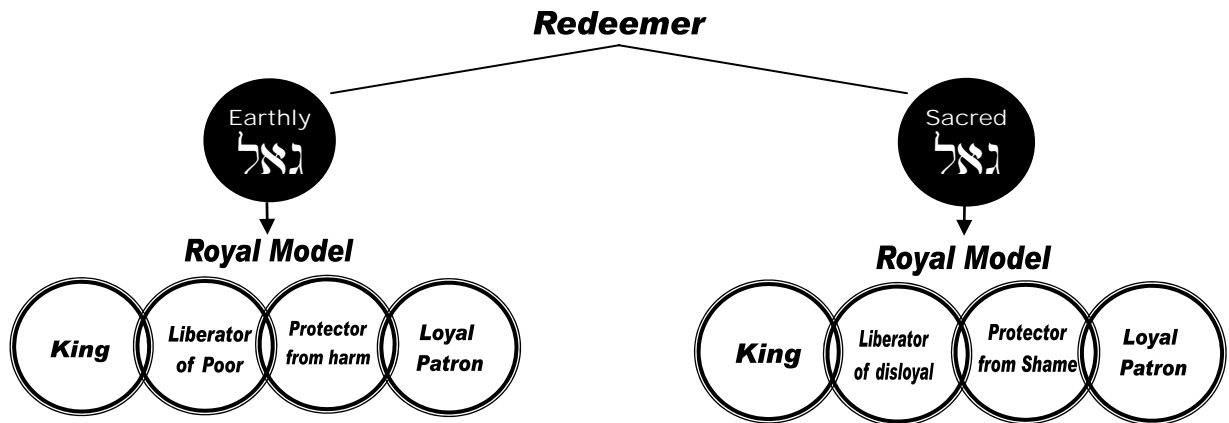 Redeemer
Earthly
גאל
Sacred
גאל
Royal Model
Royal Model
King
Liberator
of Poor
Protector
from harm
Loyal
Patron
King
Liberator
of disloyal
Protector
from Shame
Loyal
Patron